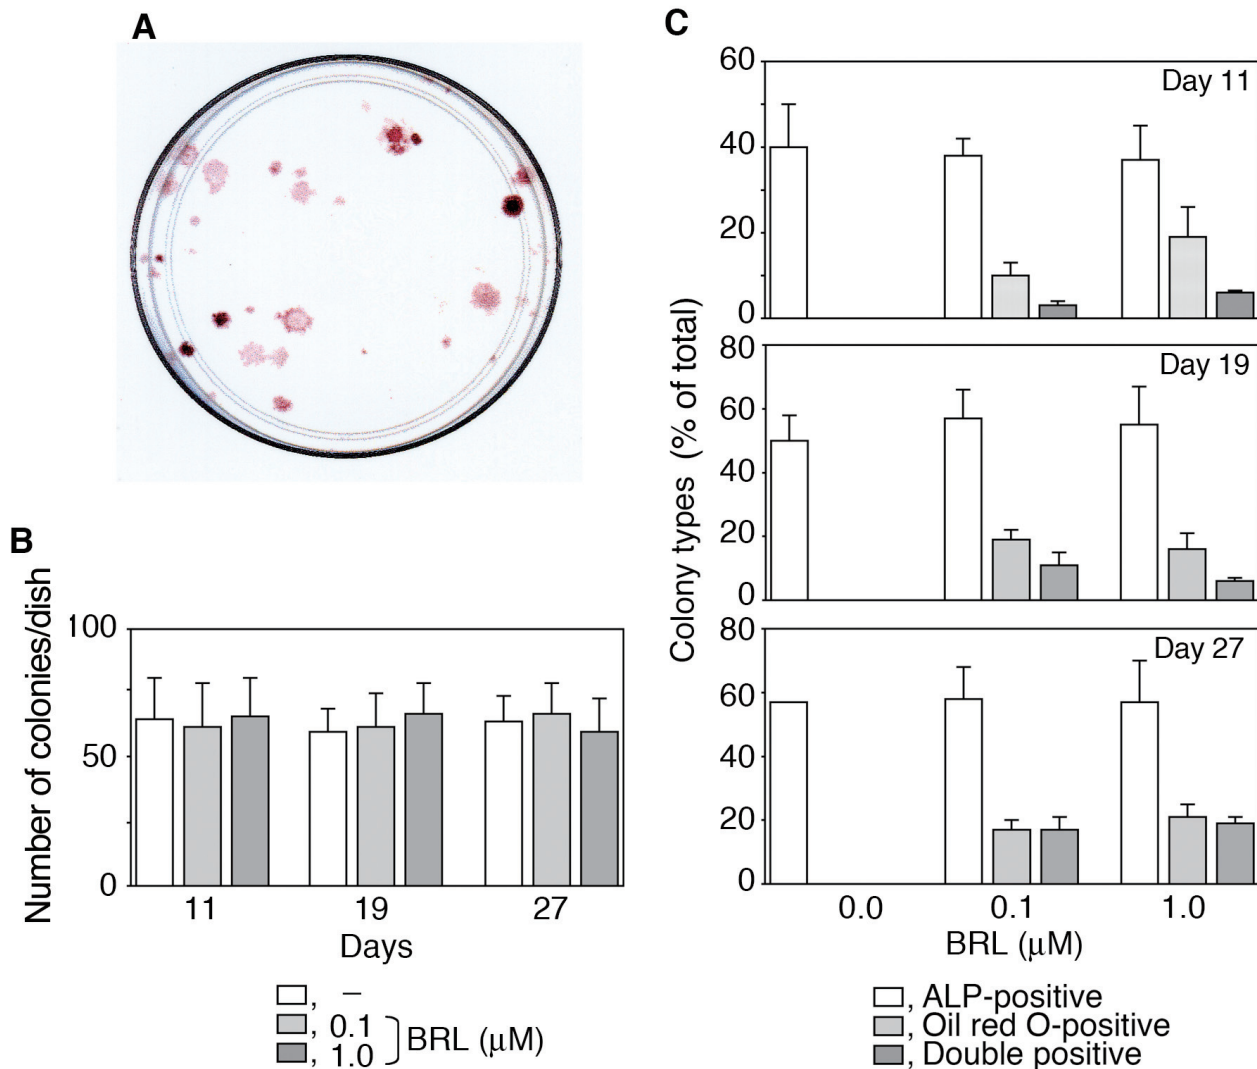 A
B
Number of colonies/dish
100
50
0
11 19 27
Days
, –
, 0.1
, 1.0
BRL (μM)
C
Colony types (% of total)
60
40
20
0
Day 11
80
60
40
20
0
Day 19
80
60
40
20
0
Day 27
0.0 0.1 1.0
BRL (μM)
, ALP-positive
, Oil red O-positive
, Double positive